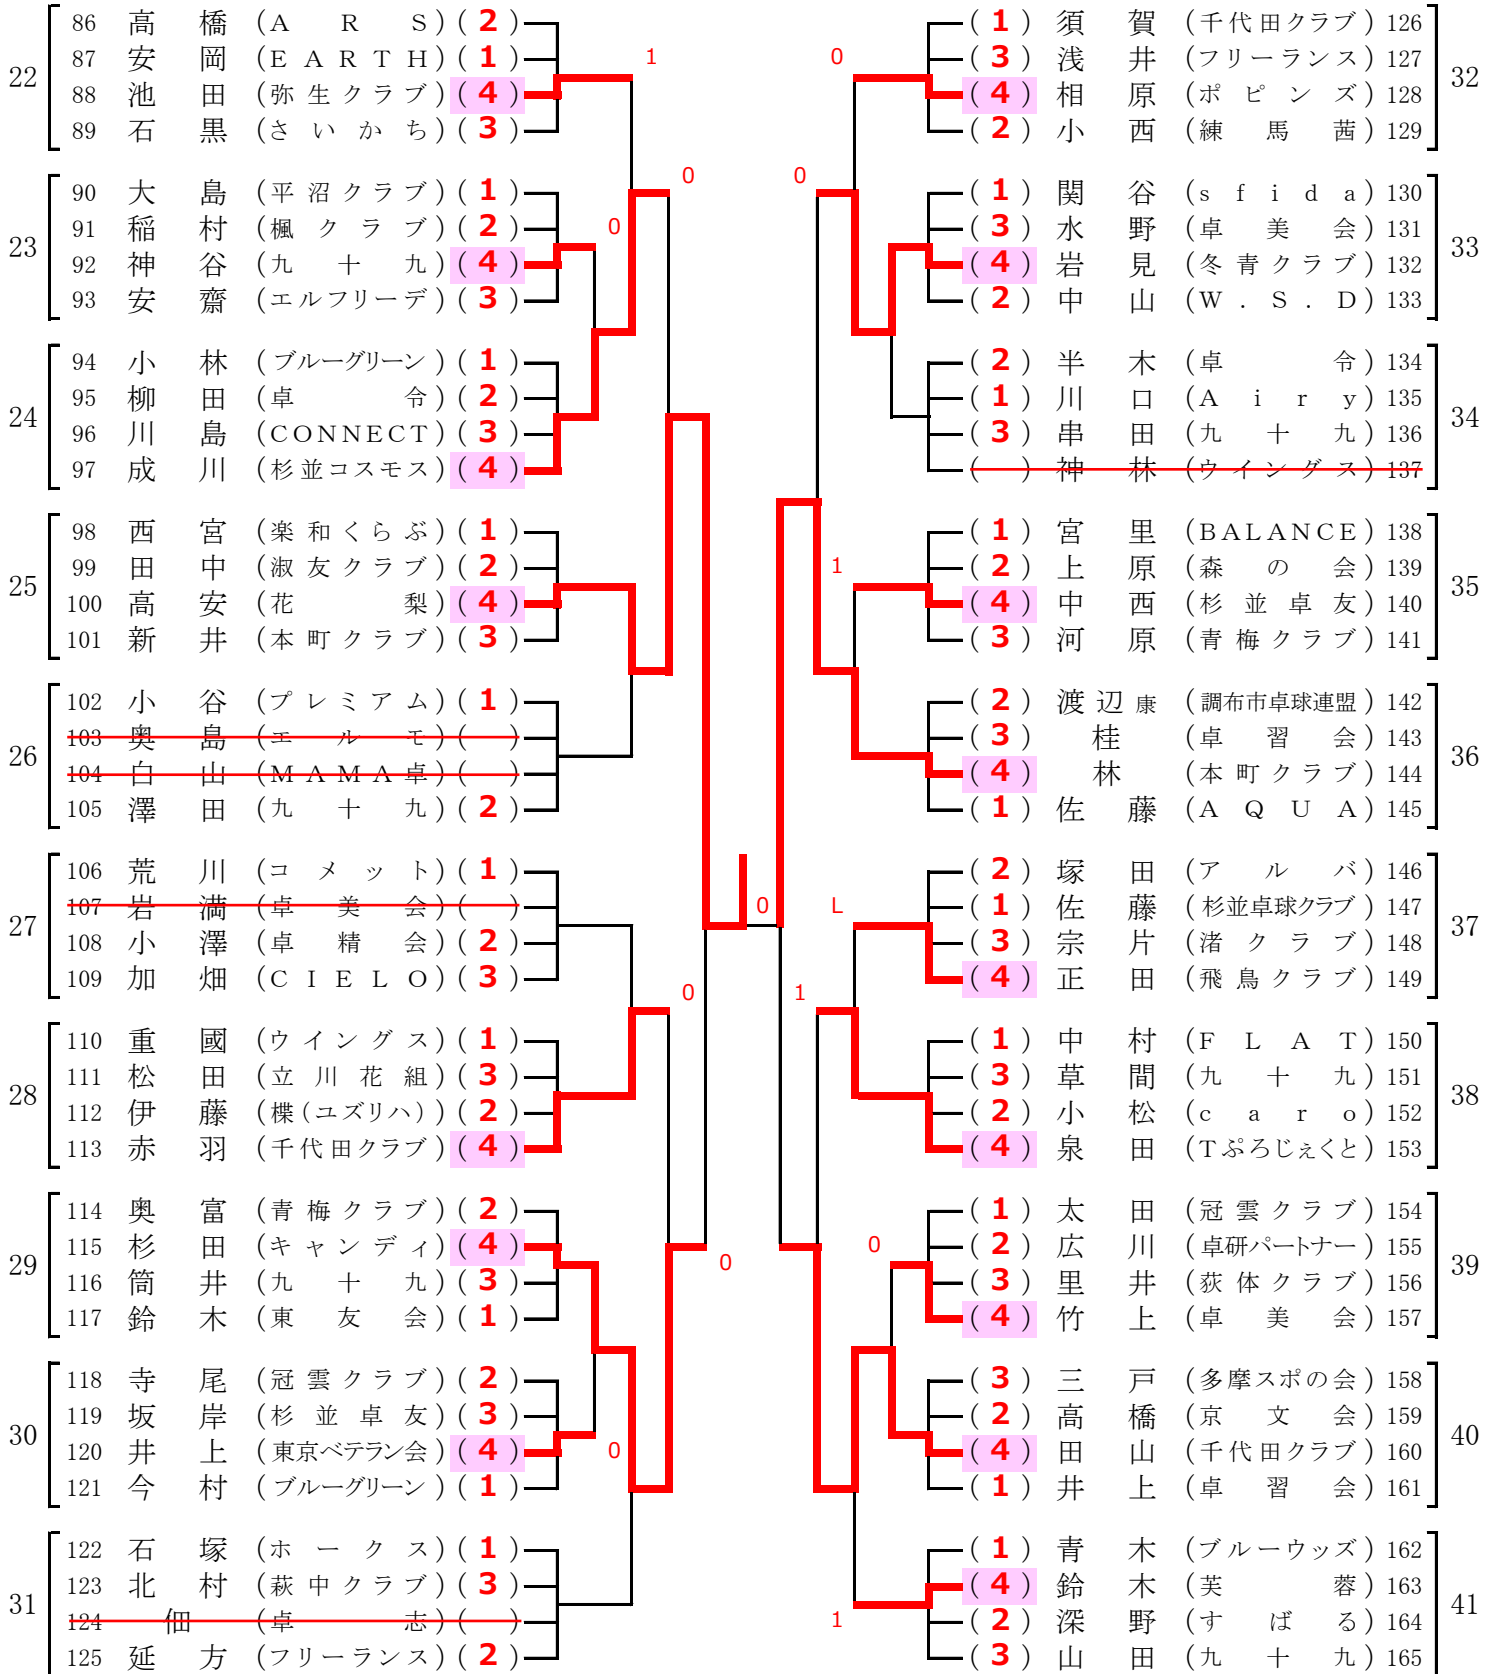 22
86 高橋 (ARS) (2)
87 安岡 (EARTH) (1)
88 池田 (弥生クラブ) (4)
89 石黒 (さいかち) (3)
1
0
23
90 大島 (平沼クラブ) (1)
91 稲村 (楓クラブ) (2)
92 神谷 (九十九) (4)
93 安齋 (エルフリーデ) (3)
0
24
94 小林 (ブルーグリーン) (1)
95 柳田 (卓令) (2)
96 川島 (CONNECT) (3)
97 成川 (杉並コスモス) (4)
25
98 西宮 (楽和くらぶ) (1)
99 田中 (淑友クラブ) (2)
100 高安 (花梨) (4)
101 新井 (本町クラブ) (3)
26
102 小谷 (プレミアム) (1)
103 奥島 (エルモ) ( )
104 白山 (MAMA卓) ( )
105 澤田 (九十九) (2)
27
106 荒川 (コメット) (1)
107 岩満 (卓美会) ( )
108 小澤 (卓精会) (2)
109 加畑 (CIELO) (3)
0
0
28
110 重國 (ウイングス) (1)
111 松田 (立川花組) (3)
112 伊藤 (楪(ユズリハ)) (2)
113 赤羽 (千代田クラブ) (4)
29
114 奥富 (青梅クラブ) (2)
115 杉田 (キャンディ) (4)
116 筒井 (九十九) (3)
117 鈴木 (東友会) (1)
0
30
118 寺尾 (冠雲クラブ) (2)
119 坂岸 (杉並卓友) (3)
120 井上 (東京ベテラン会) (4)
121 今村 (ブルーグリーン) (1)
0
31
122 石塚 (ホークス) (1)
123 北村 (萩中クラブ) (3)
124 佃 (卓志) ( )
125 延方 (フリーランス) (2)
0
(1) 須賀 (千代田クラブ) 126
(3) 浅井 (フリーランス) 127
(4) 相原 (ポピンズ) 128
(2) 小西 (練馬茜) 129
32
0
(1) 関谷 (sfida) 130
(3) 水野 (卓美会) 131
(4) 岩見 (冬青クラブ) 132
(2) 中山 (W.S.D) 133
33
(2) 半木 (卓令) 134
(1) 川口 (Airy) 135
(3) 串田 (九十九) 136
( ) 神林 (ウイングス) 137
34
(1) 宮里 (BALANCE) 138
(2) 上原 (森の会) 139
(4) 中西 (杉並卓友) 140
(3) 河原 (青梅クラブ) 141
35
1
(2) 渡辺康 (調布市卓球連盟) 142
(3) 桂 (卓習会) 143
(4) 林 (本町クラブ) 144
(1) 佐藤 (AQUA) 145
36
(2) 塚田 (アルバ) 146
(1) 佐藤 (杉並卓球クラブ) 147
(3) 宗片 (渚クラブ) 148
(4) 正田 (飛鳥クラブ) 149
37
L
1
(1) 中村 (FLAT) 150
(3) 草間 (九十九) 151
(2) 小松 (caro) 152
(4) 泉田 (Tぷろじぇくと) 153
38
(1) 太田 (冠雲クラブ) 154
(2) 広川 (卓研パートナー) 155
(3) 里井 (荻体クラブ) 156
(4) 竹上 (卓美会) 157
39
0
(3) 三戸 (多摩スポの会) 158
(2) 高橋 (京文会) 159
(4) 田山 (千代田クラブ) 160
(1) 井上 (卓習会) 161
40
(1) 青木 (ブルーウッズ) 162
(4) 鈴木 (芙蓉) 163
(2) 深野 (すばる) 164
(3) 山田 (九十九) 165
41
1